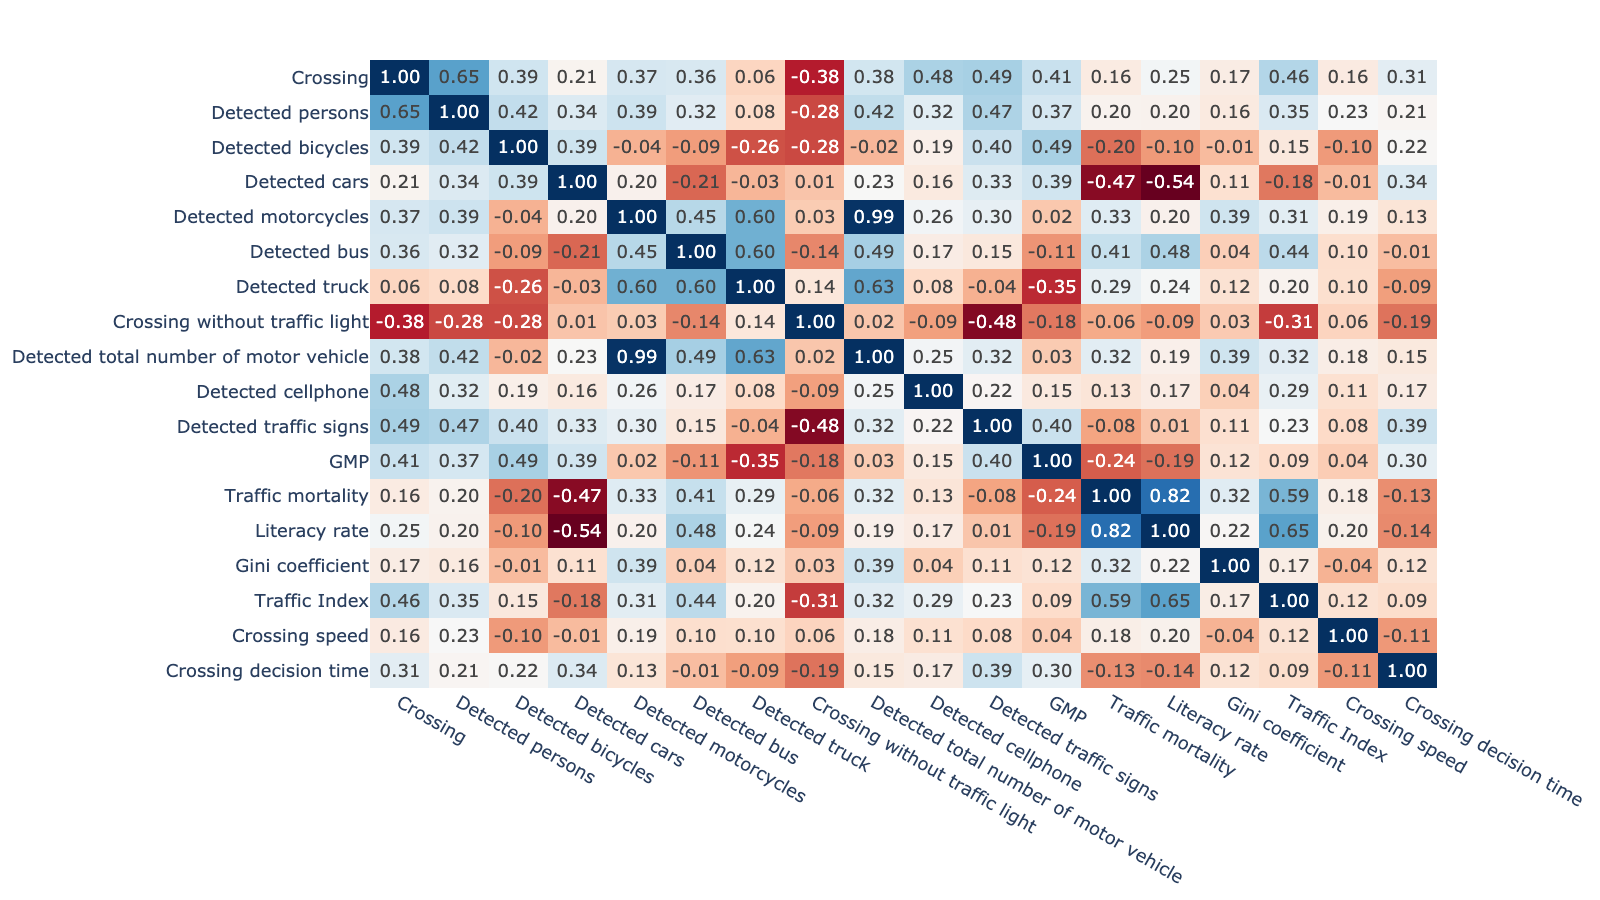 Crossing 1.00 0.65 0.39 0.21 0.37 0.36 0.06 -0.38 0.38 0.48 0.49 0.41 0.16 0.25 0.17 0.46 0.16 0.31
Detected persons 0.65 1.00 0.42 0.34 0.39 0.32 0.08 -0.28 0.42 0.32 0.47 0.37 0.20 0.20 0.16 0.35 0.23 0.21
Detected bicycles 0.39 0.42 1.00 0.39 -0.04 -0.09 -0.26 -0.28 -0.02 0.19 0.40 0.49 -0.20 -0.10 -0.01 0.15 -0.10 0.22
Detected cars 0.21 0.34 0.39 1.00 0.20 -0.21 -0.03 0.01 0.23 0.16 0.33 0.39 -0.47 -0.54 0.11 -0.18 -0.01 0.34
Detected motorcycles 0.37 0.39 -0.04 0.20 1.00 0.45 0.60 0.03 0.99 0.26 0.30 0.02 0.33 0.20 0.39 0.31 0.19 0.13
Detected bus 0.36 0.32 -0.09 -0.21 0.45 1.00 0.60 -0.14 0.49 0.17 0.15 -0.11 0.41 0.48 0.04 0.44 0.10 -0.01
Detected truck 0.06 0.08 -0.26 -0.03 0.60 0.60 1.00 0.14 0.63 0.08 -0.04 -0.35 0.29 0.24 0.12 0.20 0.10 -0.09
Crossing without traffic light -0.38 -0.28 -0.28 0.01 0.03 -0.14 0.14 1.00 0.02 -0.09 -0.48 -0.18 -0.06 -0.09 0.03 -0.31 0.06 -0.19
Detected total number of motor vehicle 0.38 0.42 -0.02 0.23 0.99 0.49 0.63 0.02 1.00 0.25 0.32 0.03 0.32 0.19 0.39 0.32 0.18 0.15
Detected cellphone 0.48 0.32 0.19 0.16 0.26 0.17 0.08 -0.09 0.25 1.00 0.22 0.15 0.13 0.17 0.04 0.29 0.11 0.17
Detected traffic signs 0.49 0.47 0.40 0.33 0.30 0.15 -0.04 -0.48 0.32 0.22 1.00 0.40 -0.08 0.01 0.11 0.23 0.08 0.39
GMP 0.41 0.37 0.49 0.39 0.02 -0.11 -0.35 -0.18 0.03 0.15 0.40 1.00 -0.24 -0.19 0.12 0.09 0.04 0.30
Traffic mortality 0.16 0.20 -0.20 -0.47 0.33 0.41 0.29 -0.06 0.32 0.13 -0.08 -0.24 1.00 0.82 0.32 0.59 0.18 -0.13
Literacy rate 0.25 0.20 -0.10 -0.54 0.20 0.48 0.24 -0.09 0.19 0.17 0.01 -0.19 0.82 1.00 0.22 0.65 0.20 -0.14
Gini coefficient 0.17 0.16 -0.01 0.11 0.39 0.04 0.12 0.03 0.39 0.04 0.11 0.12 0.32 0.22 1.00 0.17 -0.04 0.12
Traffic Index 0.46 0.35 0.15 -0.18 0.31 0.44 0.20 -0.31 0.32 0.29 0.23 0.09 0.59 0.65 0.17 1.00 0.12 0.09
Crossing speed 0.16 0.23 -0.10 -0.01 0.19 0.10 0.10 0.06 0.18 0.11 0.08 0.04 0.18 0.20 -0.04 0.12 1.00 -0.11
Crossing decision time 0.31 0.21 0.22 0.34 0.13 -0.01 -0.09 -0.19 0.15 0.17 0.39 0.30 -0.13 -0.14 0.12 0.09 -0.11 1.00
Crossing
Detected persons
Detected bicycles
Detected cars
Detected motorcycles
Detected bus
Detected truck
Crossing without traffic light
Detected total number of motor vehicle
Detected cellphone
Detected traffic signs
GMP
Traffic mortality
Literacy rate
Gini coefficient
Traffic Index
Crossing speed
Crossing decision time